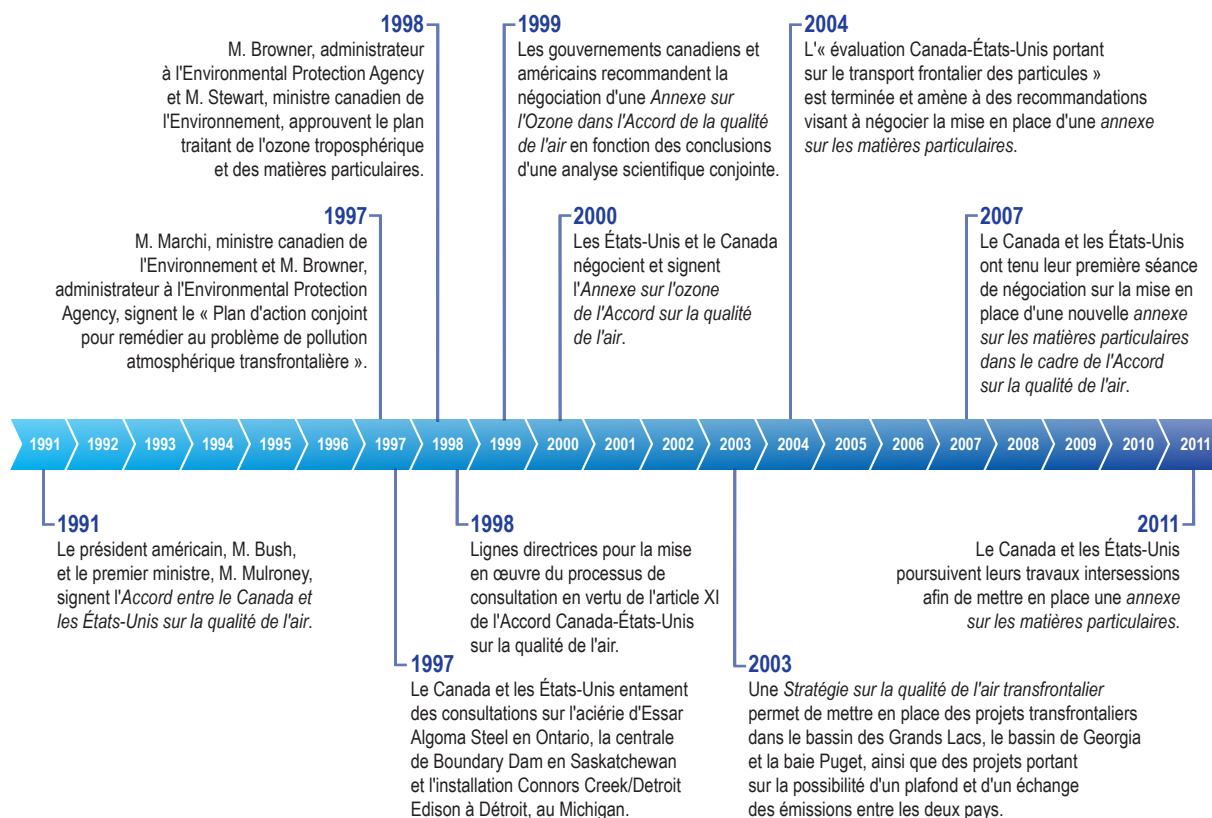 1998
M. Browner, administrateur
à l'Environmental Protection Agency
et M. Stewart, ministre canadien de
l'Environnement, approuvent le plan
traitant de l'ozone troposphérique
et des matières particulaires.
1999
Les gouvernements canadiens et
américains recommandent la
négociation d'une Annexe sur
l'Ozone dans l'Accord de la qualité
de l'air en fonction des conclusions
d'une analyse scientifique conjointe.
2004
L'« évaluation Canada-États-Unis portant
sur le transport frontalier des particules »
est terminée et amène à des recommandations
visant à négocier la mise en place d'une annexe
sur les matières particulaires.
1997
M. Marchi, ministre canadien de
l'Environnement et M. Browner,
administrateur à l'Environmental Protection
Agency, signent le « Plan d'action conjoint
pour remédier au problème de pollution
atmosphérique transfrontalière ».
2000
Les États-Unis et le Canada
négocient et signent
l'Annexe sur l'ozone
de l'Accord sur la qualité
de l'air.
2007
Le Canada et les États-Unis
ont tenu leur première séance
de négociation sur la mise en
place d'une nouvelle annexe
sur les matières particulaires
dans le cadre de l'Accord
sur la qualité de l'air.
1991 1992 1993 1994 1995 1996 1997 1998 1999 2000 2001 2002 2003 2004 2005 2006 2007 2008 2009 2010 2011
1991
Le président américain, M. Bush,
et le premier ministre, M. Mulroney,
signent l'Accord entre le Canada et
les États-Unis sur la qualité de l'air.
1998
Lignes directrices pour la mise
en œuvre du processus de
consultation en vertu de l'article XI
de l'Accord Canada-États-Unis
sur la qualité de l'air.
2011
Le Canada et les États-Unis
poursuivent leurs travaux intersessions
afin de mettre en place une annexe
sur les matières particulaires.
1997
Le Canada et les États-Unis entament
des consultations sur l'aciérie d'Essar
Algoma Steel en Ontario, la centrale
de Boundary Dam en Saskatchewan
et l'installation Connors Creek/Detroit
Edison à Détroit, au Michigan.
2003
Une Stratégie sur la qualité de l'air transfrontalier
permet de mettre en place des projets transfrontaliers
dans le bassin des Grands Lacs, le bassin de Georgia
et la baie Puget, ainsi que des projets portant
sur la possibilité d'un plafond et d'un échange
des émissions entre les deux pays.